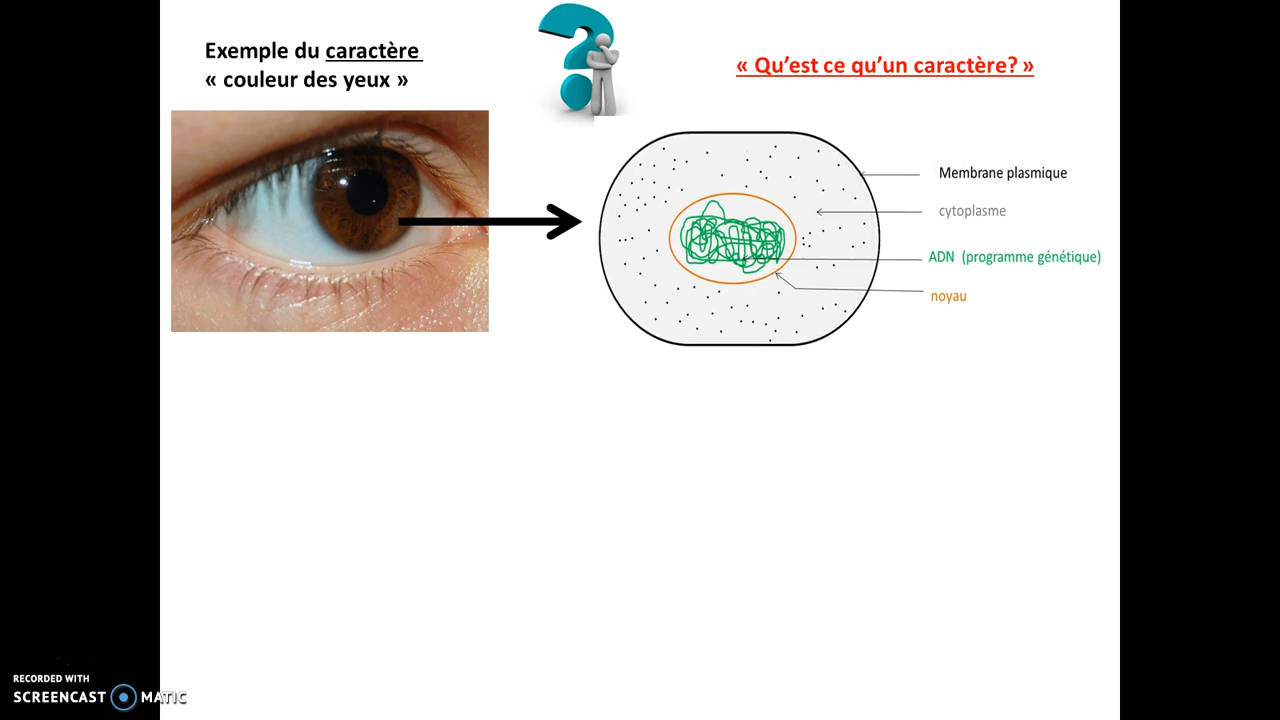 Exemple du caractère
« couleur des yeux »
« Qu’est ce qu’un caractère? »
Membrane plasmique
cytoplasme
ADN (programme génétique)
noyau
RECORDED WITH
SCREENCAST MATIC